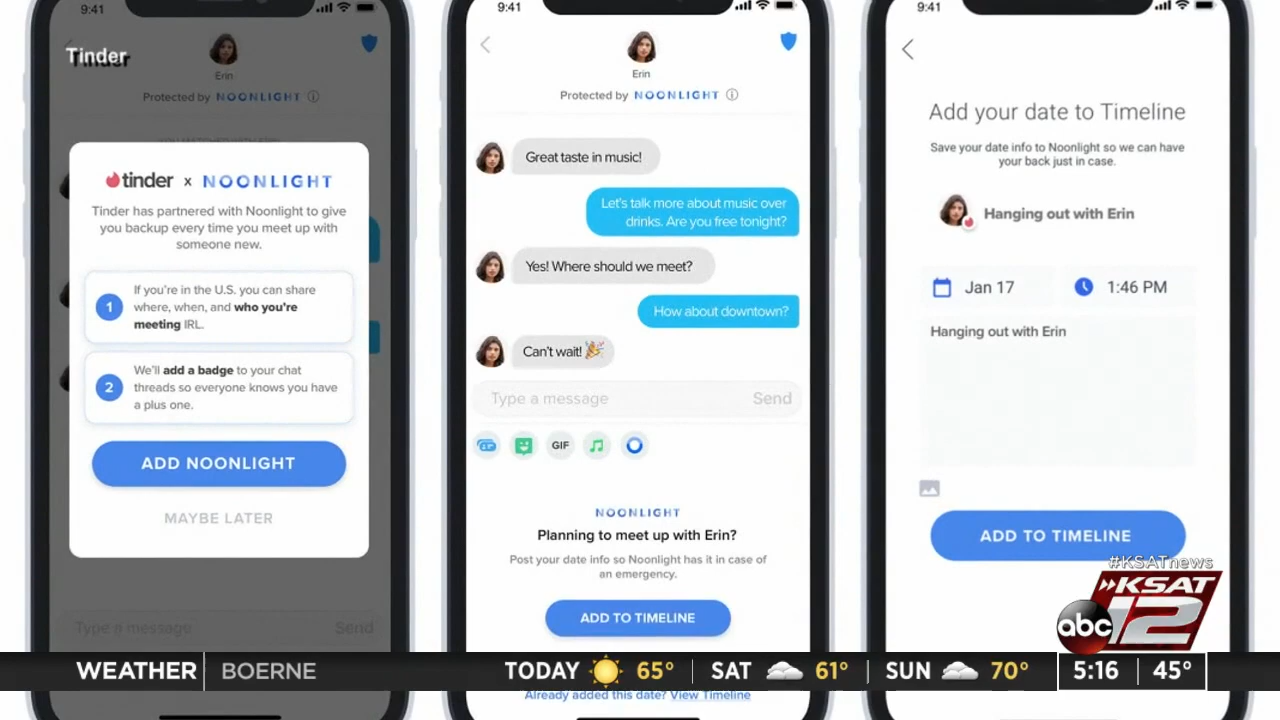 9:41
Tinder
Erin
Protected by NOONLIGHT
tinder x NOONLIGHT
Tinder has partnered with Noonlight to give
you backup every time you meet up with
someone new.
1
If you're in the U.S. you can share
where, when, and who you're
meeting IRL.
2
We'll add a badge to your chat
threads so everyone knows you have
a plus one.
ADD NOONLIGHT
MAYBE LATER
Type a message
Send
9:41
Erin
Protected by NOONLIGHT
Great taste in music!
Let's talk more about music over
drinks. Are you free tonight?
Yes! Where should we meet?
How about downtown?
Can't wait! 🎉
Type a message
Send
GIF
NOONLIGHT
Planning to meet up with Erin?
Post your date info so Noonlight has it in case of
an emergency.
ADD TO TIMELINE
Already added this date? View Timeline
9:41
Add your date to Timeline
Save your date info to Noonlight so we can have
your back just in case.
Hanging out with Erin
Jan 17
1:46 PM
Hanging out with Erin
ADD TO TIMELINE
#KSATnews
KSAT
abc 12
WEATHER BOERNE TODAY 65° SAT 61° SUN 70° 5:16 45°